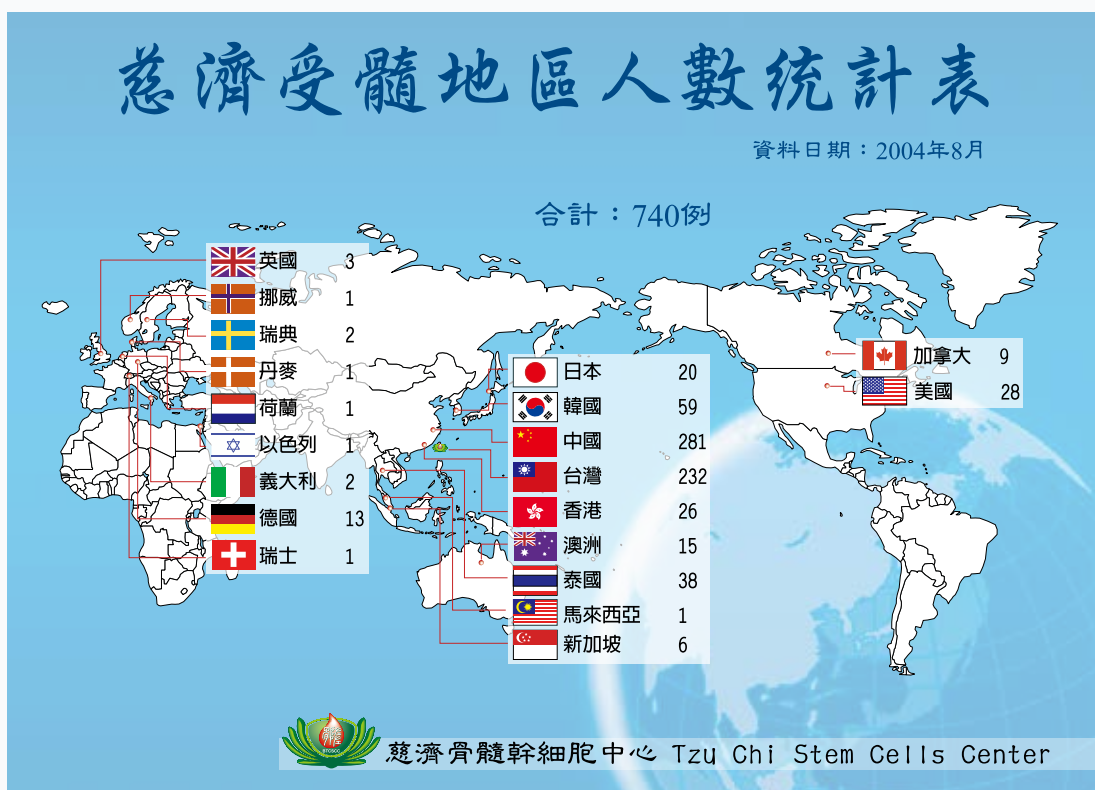 慈濟受髓地區人數統計表
資料日期：2004年8月
合計：740例
英國 3
挪威 1
瑞典 2
丹麥 1
荷蘭 1
以色列 1
義大利 2
德國 13
瑞士 1
日本 20
韓國 59
中國 281
台灣 232
香港 26
澳洲 15
泰國 38
馬來西亞 1
新加坡 6
加拿大 9
美國 28
慈濟骨髓幹細胞中心 Tzu Chi Stem Cells Center